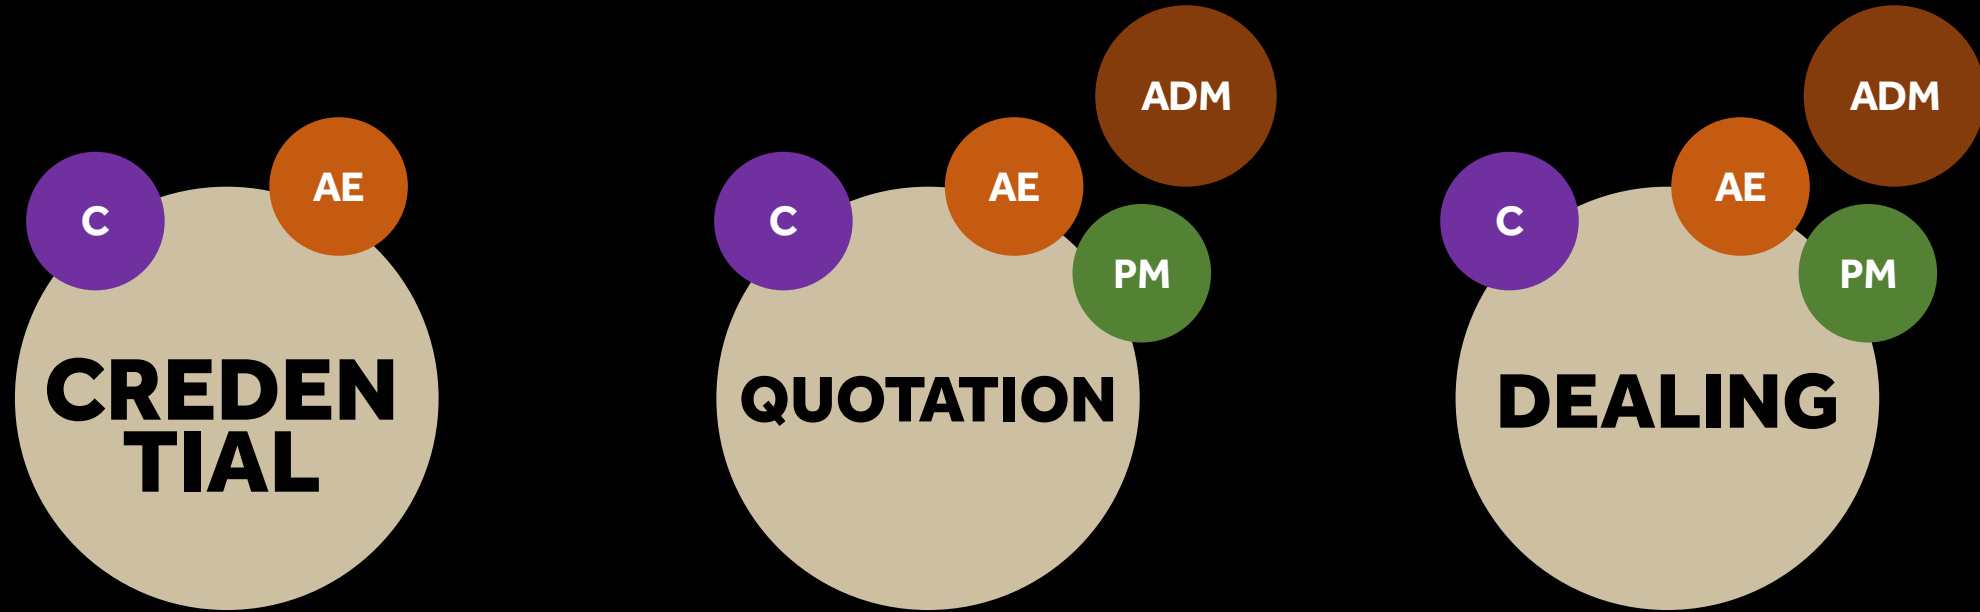 C
AE
CREDEN
TIAL
C
AE
ADM
PM
QUOTATION
C
AE
ADM
PM
DEALING